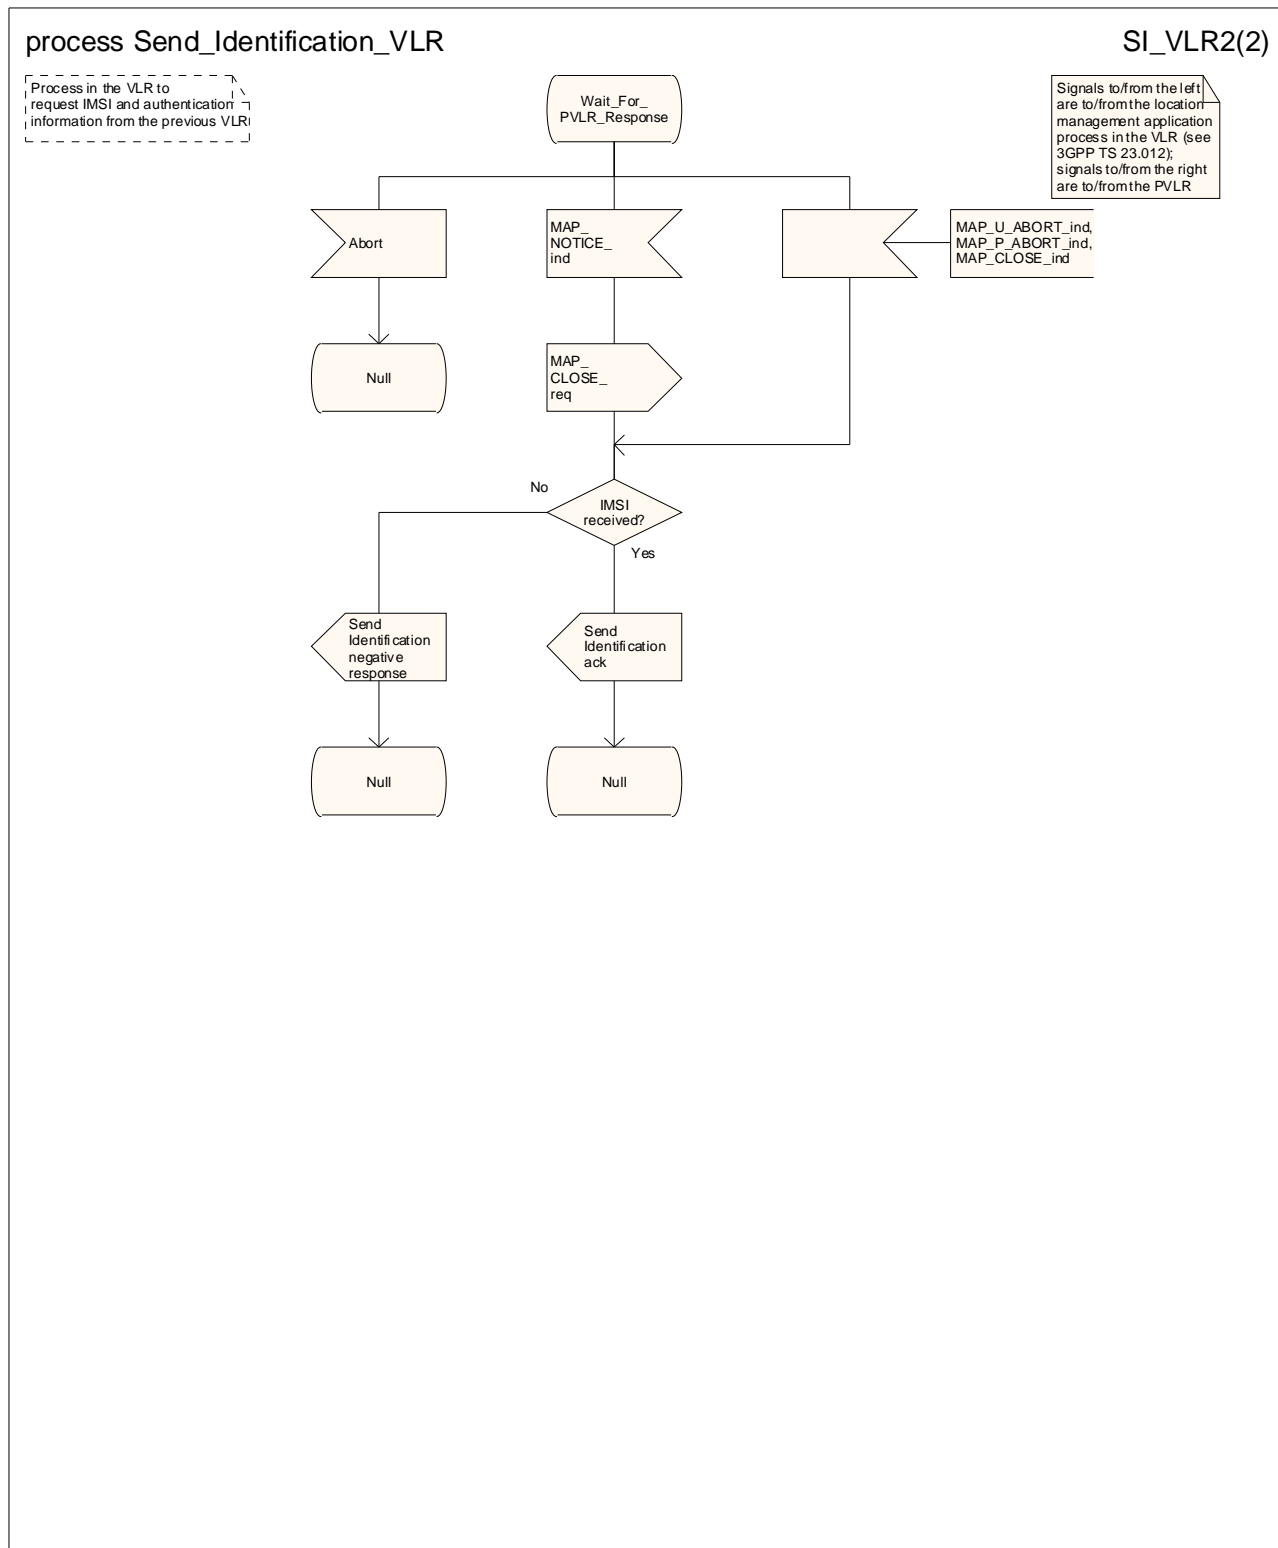 process Send_Identification_VLR
SI_VLR2(2)
Process in the VLR to
request IMSI and authentication
information from the previous VLR
Wait_For_
PVLR_Response
Signals to/from the left
are to/from the location
management application
process in the VLR (see
3GPP TS 23.012);
signals to/from the right
are to/from the PVLR
Abort
MAP_
NOTICE_
ind
MAP_U_ABORT_ind,
MAP_P_ABORT_ind,
MAP_CLOSE_ind
Null
MAP_
CLOSE_
req
No
IMSI
received?
Yes
Send
Identification
negative
response
Send
Identification
ack
Null
Null